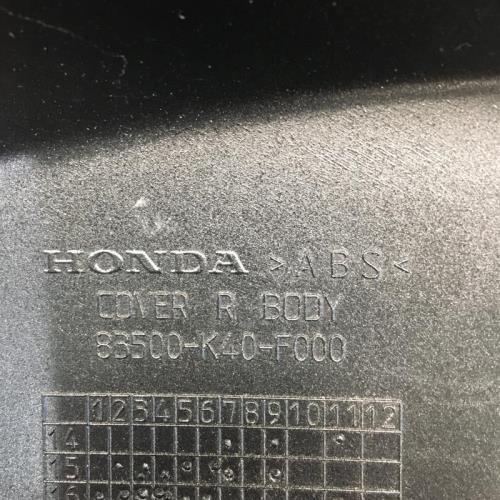 HONDA >ABS<
COVER R BODY
83500-K40-F000
1 2 3 4 5 6 7 8 9 10 11 12
14
15
16